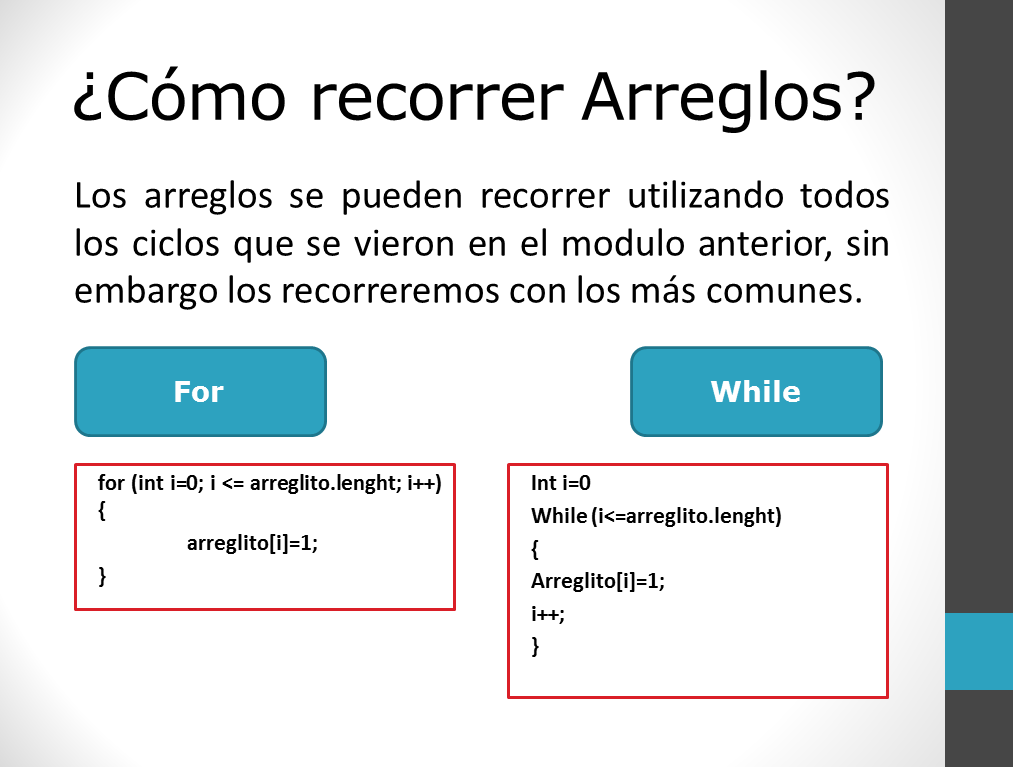 ¿Cómo recorrer Arreglos?
Los arreglos se pueden recorrer utilizando todos
los ciclos que se vieron en el modulo anterior, sin
embargo los recorreremos con los más comunes.
For
While
for (int i=0; i <= arreglito.lenght; i++)
{
arreglito[i]=1;
}
Int i=0
While (i<=arreglito.lenght)
{
Arreglito[i]=1;
i++;
}